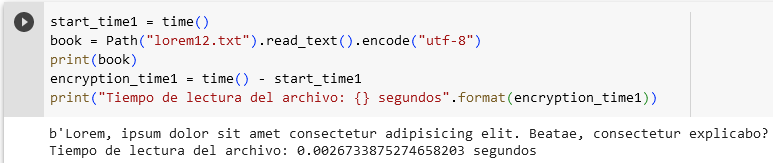 start_time1 = time()
book = Path("lorem12.txt").read_text().encode("utf-8")
print(book)
encryption_time1 = time() - start_time1
print("Tiempo de lectura del archivo: {} segundos".format(encryption_time1))
b'Lorem, ipsum dolor sit amet consectetur adipisicing elit. Beatae, consectetur explicabo?
Tiempo de lectura del archivo: 0.0026733875274658203 segundos